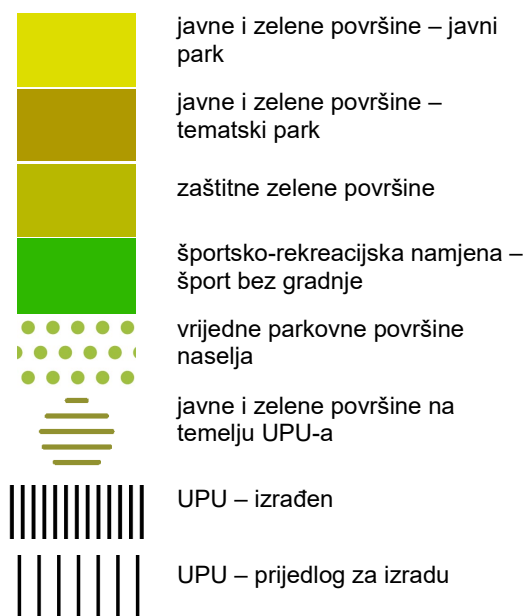 javne i zelene površine – javni
park
javne i zelene površine –
tematski park
zaštitne zelene površine
športsko-rekreacijska namjena –
šport bez gradnje
vrijedne parkovne površine
naselja
javne i zelene površine na
temelju UPU-a
UPU – izrađen
UPU – prijedlog za izradu